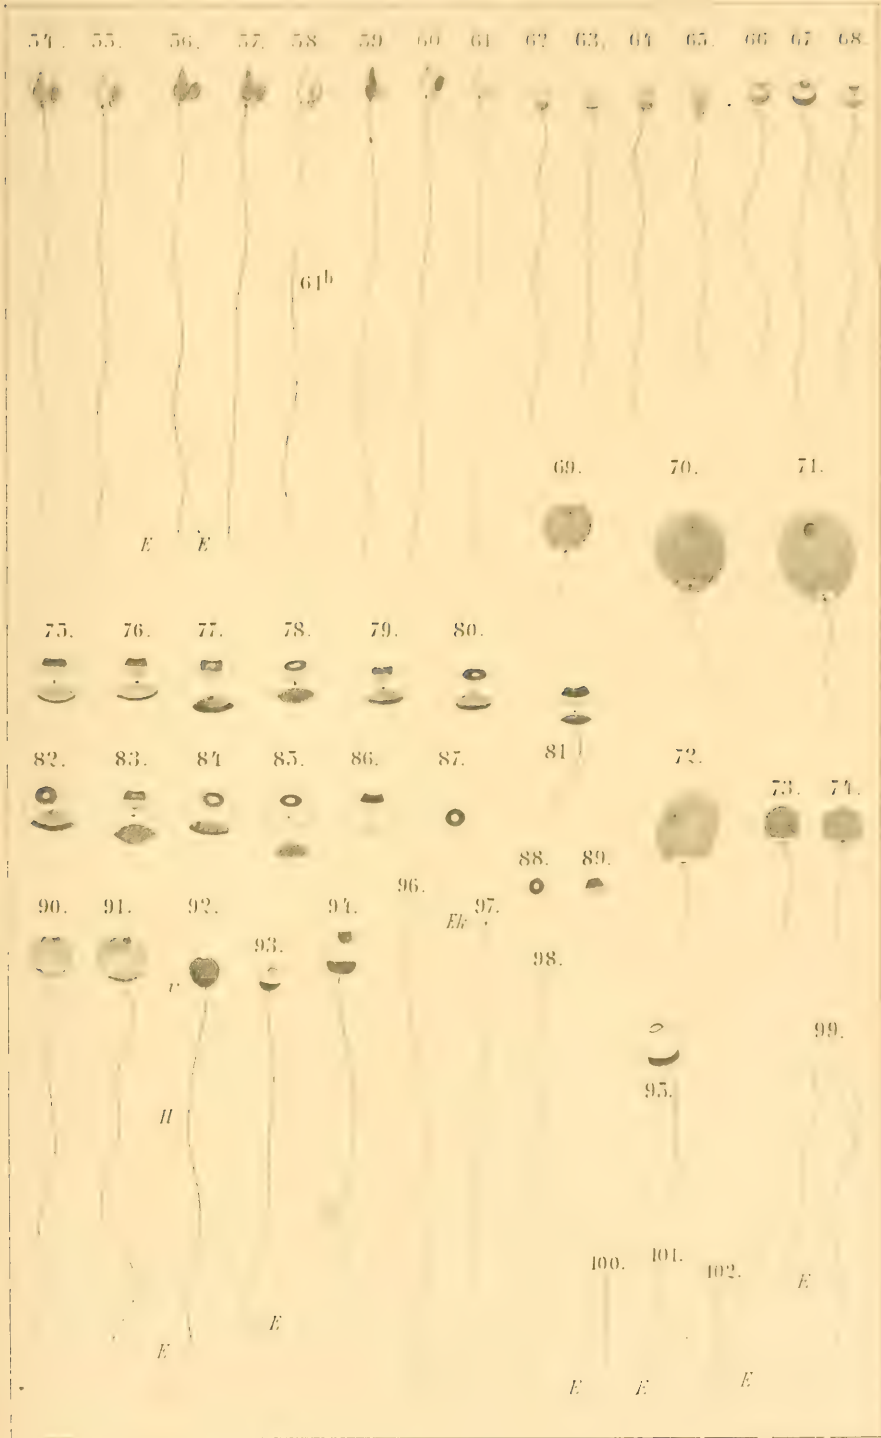 54. 55. 56. 57. 58 59 60 61 62 63. 64 65. 66 67 68.
61b
69. 70. 71.
E E
75. 76. 77. 78. 79. 80.
81 72.
82. 83. 84 85. 86. 87.
73. 74.
88. 89.
96.
90. 91. 92. 94. Ek 97.
93.
98.
v
99.
95.
H
100. 101. 102.
E
E
E
E E E